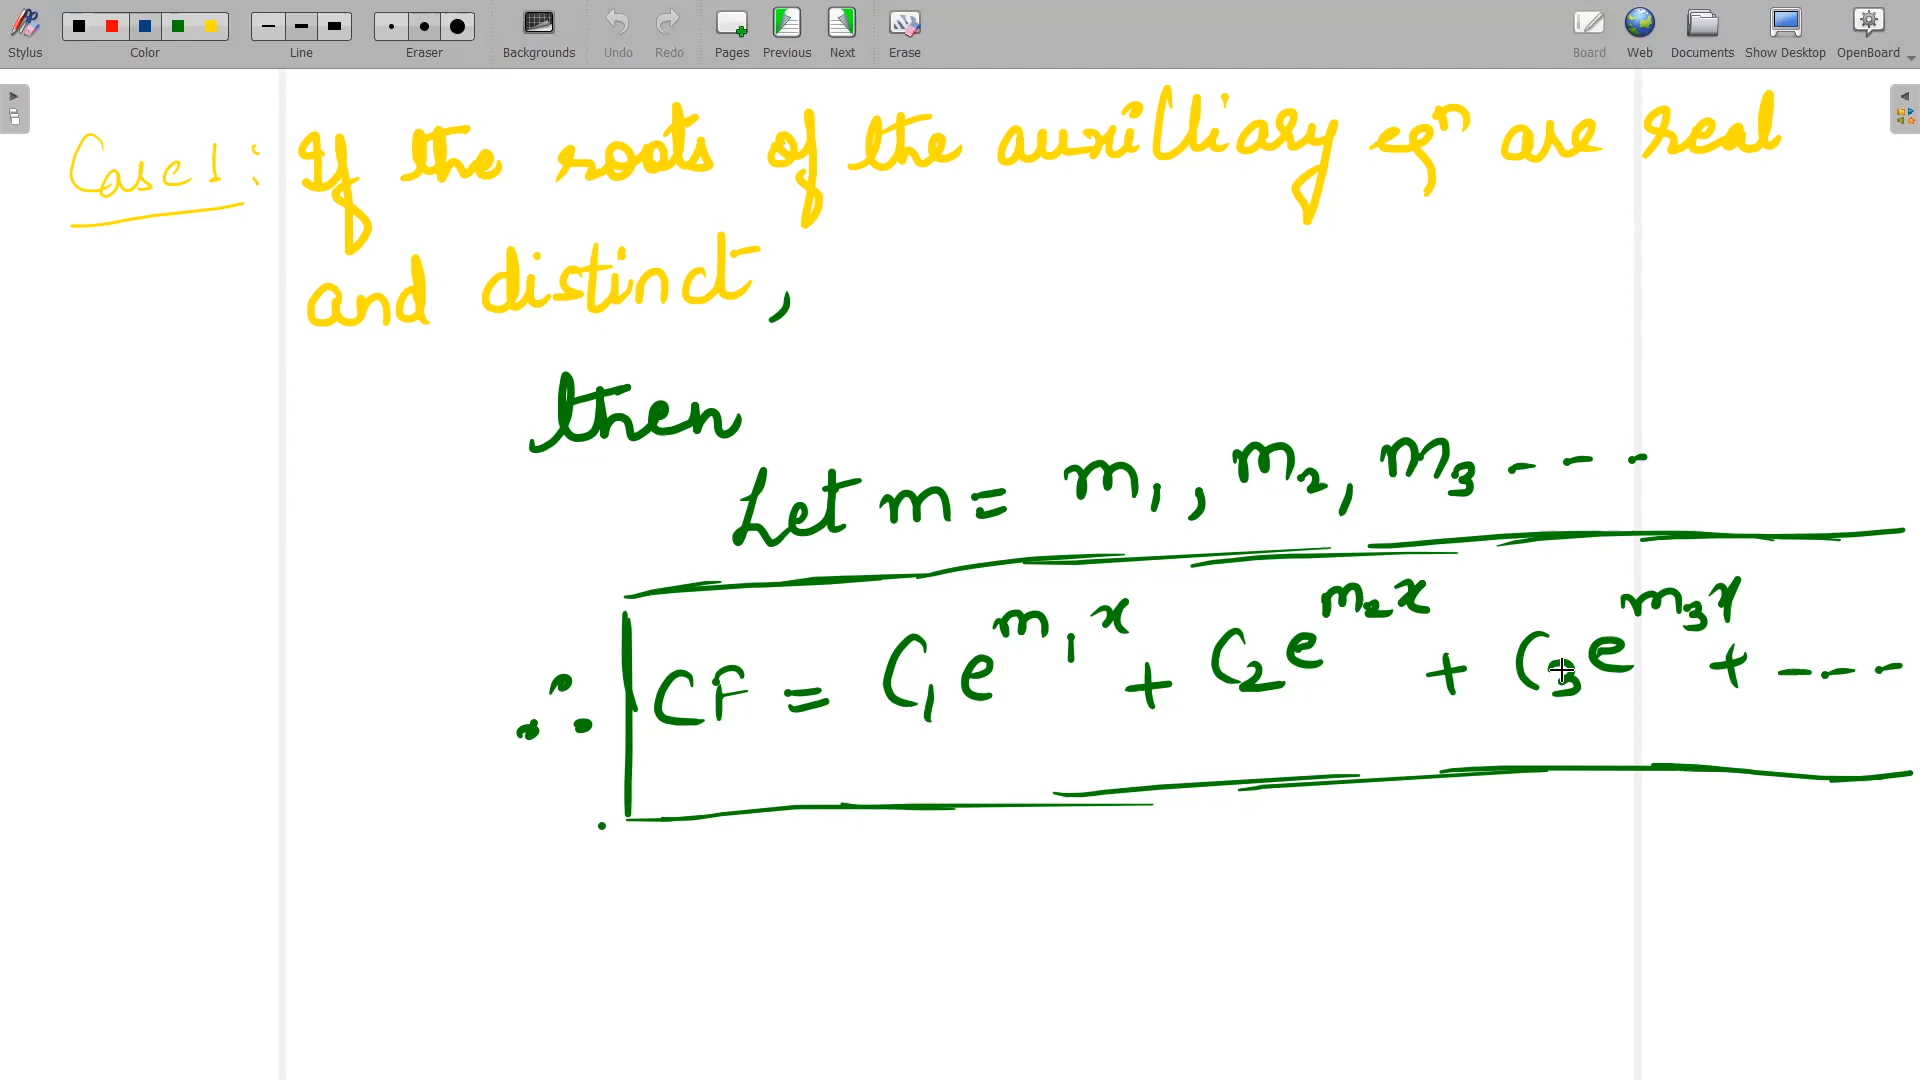 Stylus Color Line Eraser Backgrounds Undo Redo Pages Previous Next Erase Board Web Documents Show Desktop OpenBoard
Case 1: If the roots of the auxilliary eqⁿ are real
and distinct,
then
Let m = m₁, m₂, m₃ ----
∴ CF = C₁e^{m₁x} + C₂e^{m₂x} + C₃e^{m₃x} + ----